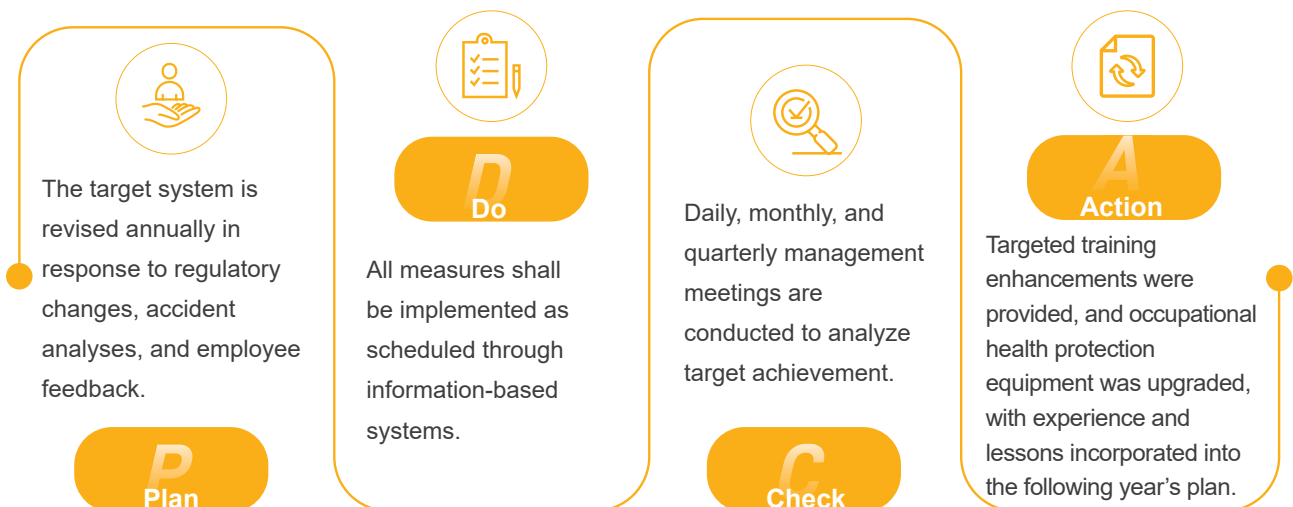 The target system is
revised annually in
response to regulatory
changes, accident
analyses, and employee
feedback.
P
Plan
D
Do
All measures shall
be implemented as
scheduled through
information-based
systems.
Daily, monthly, and
quarterly management
meetings are
conducted to analyze
target achievement.
C
Check
A
Action
Targeted training
enhancements were
provided, and occupational
health protection
equipment was upgraded,
with experience and
lessons incorporated into
the following year’s plan.